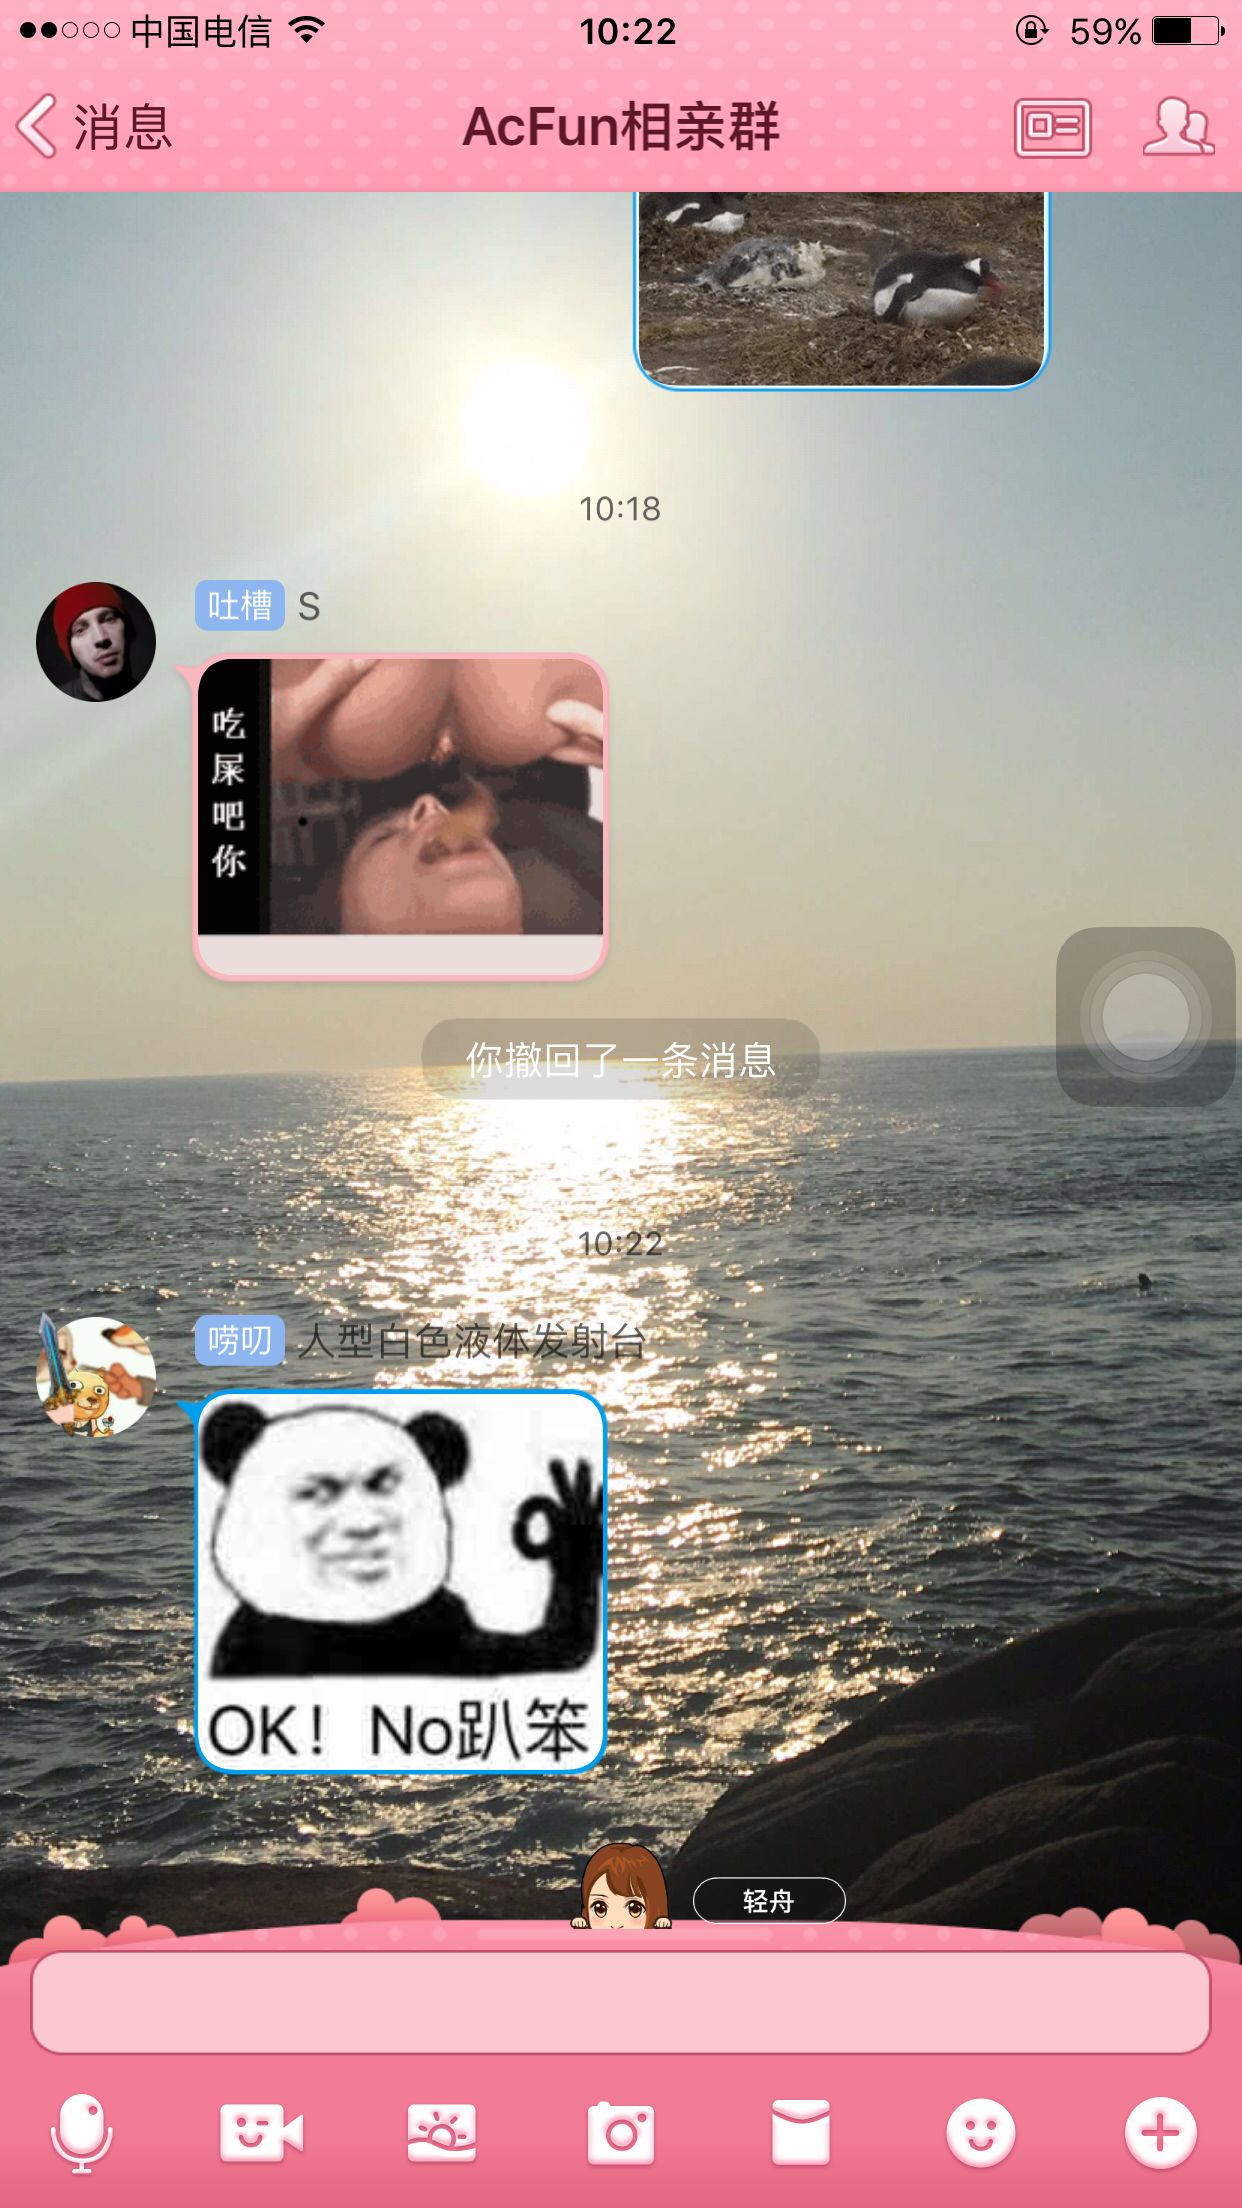 中国电信
10:22
59%
消息
AcFun相亲群
10:18
吐槽 S
吃屎吧你
你撤回了一条消息
10:22
唠叨 人型白色液体发射台
OK! No趴笨
轻舟